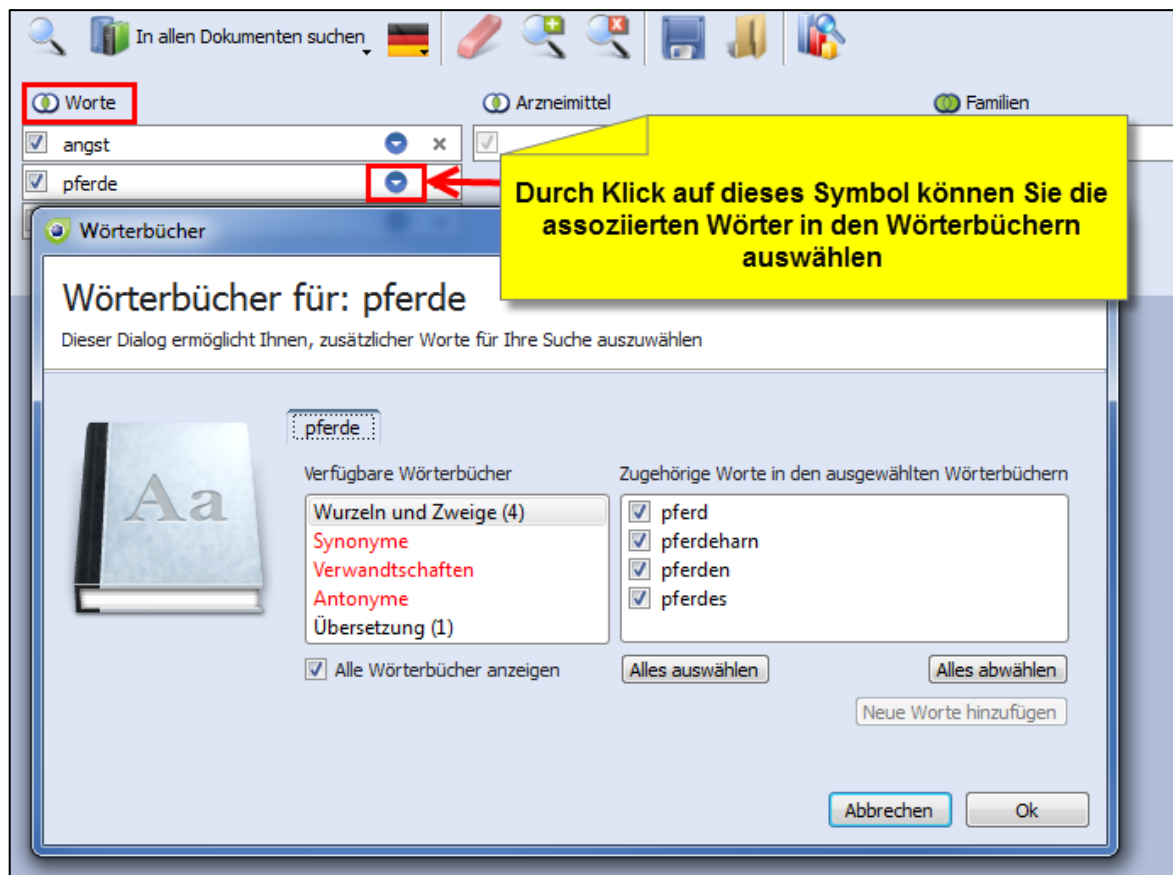 In allen Dokumenten suchen
Worte
Arzneimittel
Familien
angst
pferde
Durch Klick auf dieses Symbol können Sie die
assoziierten Wörter in den Wörterbüchern
auswählen
Wörterbücher
Wörterbücher für: pferde
Dieser Dialog ermöglicht Ihnen, zusätzlicher Worte für Ihre Suche auszuwählen
Aa
pferde
Verfügbare Wörterbücher
Wurzeln und Zweige (4)
Synonyme
Verwandtschaften
Antonyme
Übersetzung (1)
Alle Wörterbücher anzeigen
Zugehörige Worte in den ausgewählten Wörterbüchern
pferd
pferdeharn
pferden
pferdes
Alles auswählen
Alles abwählen
Neue Worte hinzufügen
Abbrechen
Ok